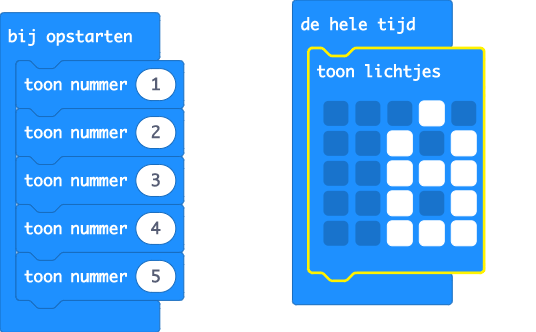 bij opstarten
toon nummer 1
toon nummer 2
toon nummer 3
toon nummer 4
toon nummer 5
de hele tijd
toon lichtjes